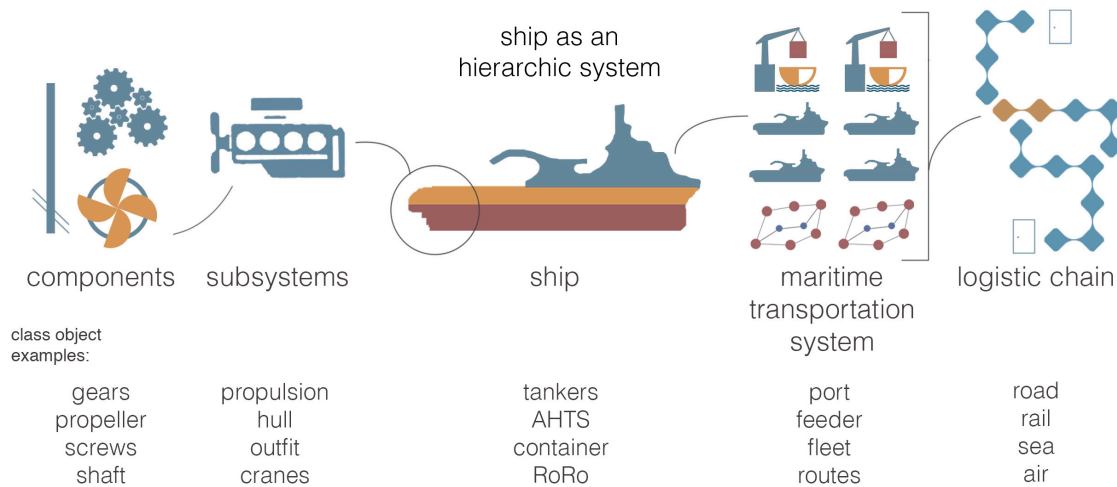 ship as an
hierarchic system
components
subsystems
ship
maritime
transportation
system
logistic chain
class object
examples:
gears
propeller
screws
shaft
propulsion
hull
outfit
cranes
tankers
AHTS
container
RoRo
port
feeder
fleet
routes
road
rail
sea
air